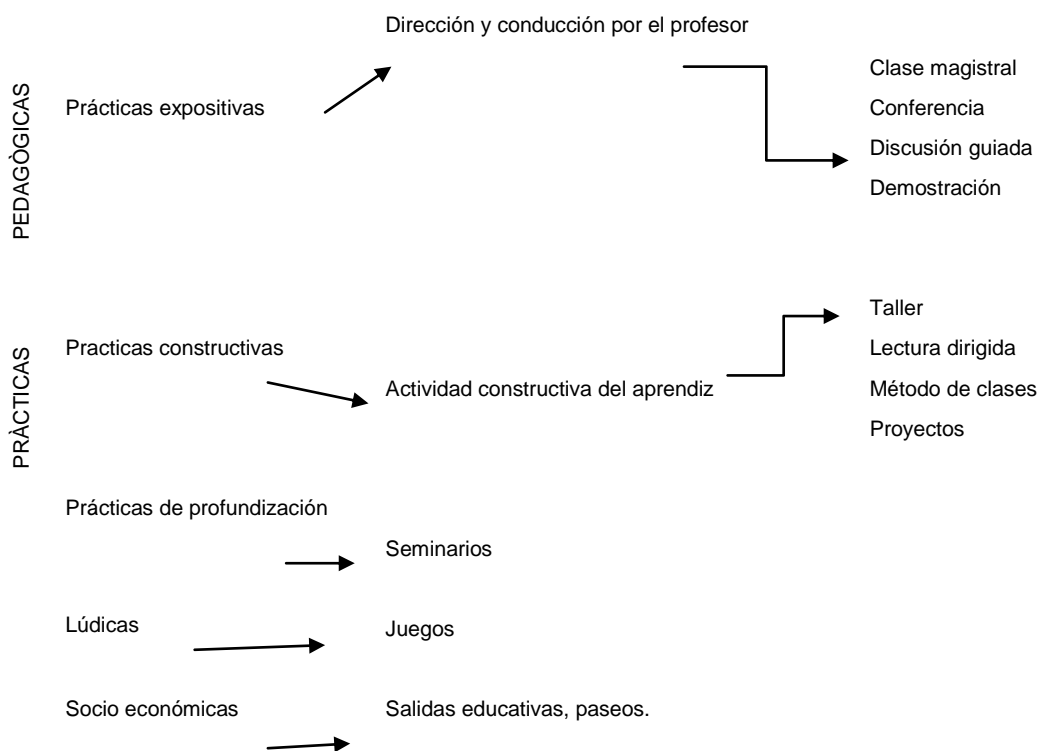 Dirección y conducción por el profesor
Clase magistral
Prácticas expositivas
Conferencia
Discusión guiada
Demostración
PRÀCTICAS PEDAGÒGICAS
Taller
Practicas constructivas
Lectura dirigida
Actividad constructiva del aprendiz
Método de clases
Proyectos
Prácticas de profundización
Seminarios
Lúdicas
Juegos
Socio económicas
Salidas educativas, paseos.